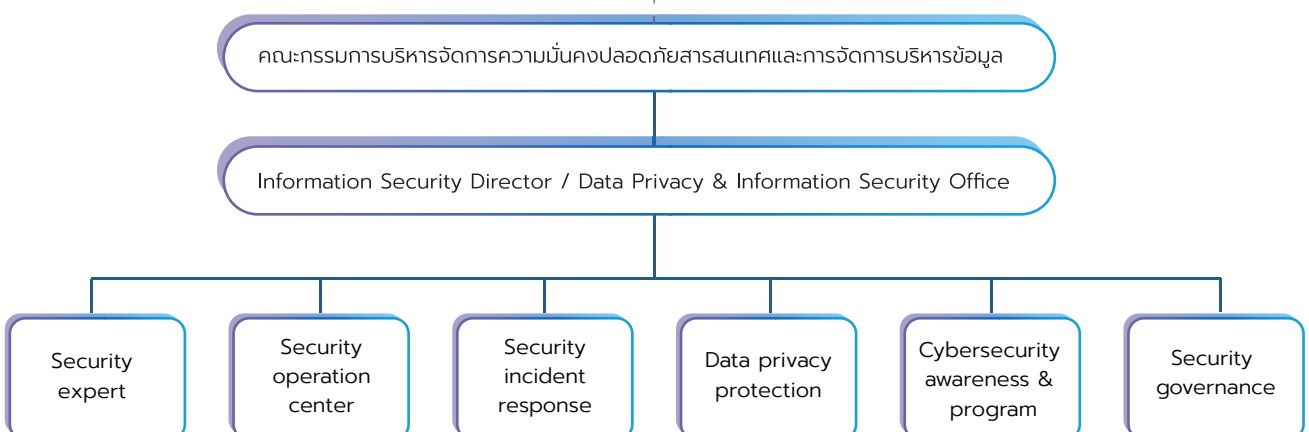 คณะกรรมการบริหารจัดการความมั่นคงปลอดภัยสารสนเทศและการจัดการบริหารข้อมูล
Information Security Director / Data Privacy & Information Security Office
Security
expert
Security
operation
center
Security
incident
response
Data privacy
protection
Cybersecurity
awareness &
program
Security
governance